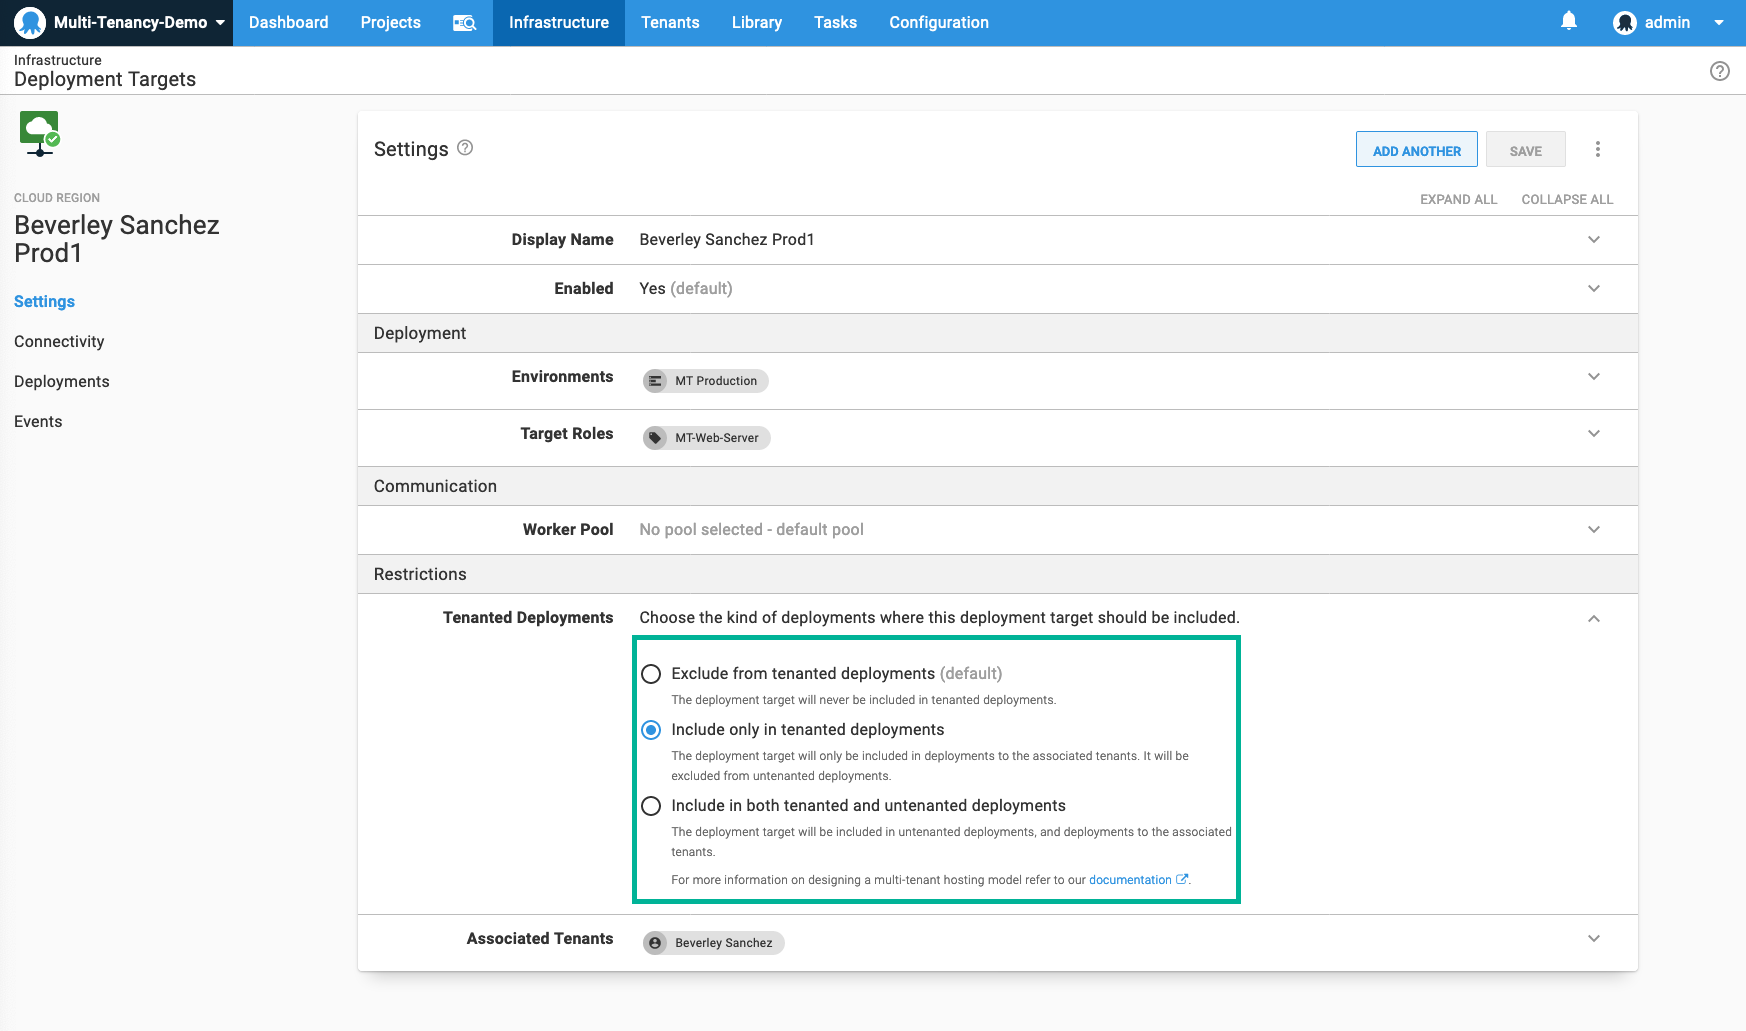 Multi-Tenancy-Demo Dashboard Projects Infrastructure Tenants Library Tasks Configuration admin
Infrastructure
Deployment Targets
CLOUD REGION
Beverley Sanchez
Prod1
Settings
Connectivity
Deployments
Events
Settings
ADD ANOTHER SAVE
EXPAND ALL COLLAPSE ALL
Display Name Beverley Sanchez Prod1
Enabled Yes (default)
Deployment
Environments MT Production
Target Roles MT-Web-Server
Communication
Worker Pool No pool selected - default pool
Restrictions
Tenanted Deployments Choose the kind of deployments where this deployment target should be included.
Exclude from tenanted deployments (default)
The deployment target will never be included in tenanted deployments.
Include only in tenanted deployments
The deployment target will only be included in deployments to the associated tenants. It will be
excluded from untenanted deployments.
Include in both tenanted and untenanted deployments
The deployment target will be included in untenanted deployments, and deployments to the associated
tenants.
For more information on designing a multi-tenant hosting model refer to our documentation.
Associated Tenants Beverley Sanchez